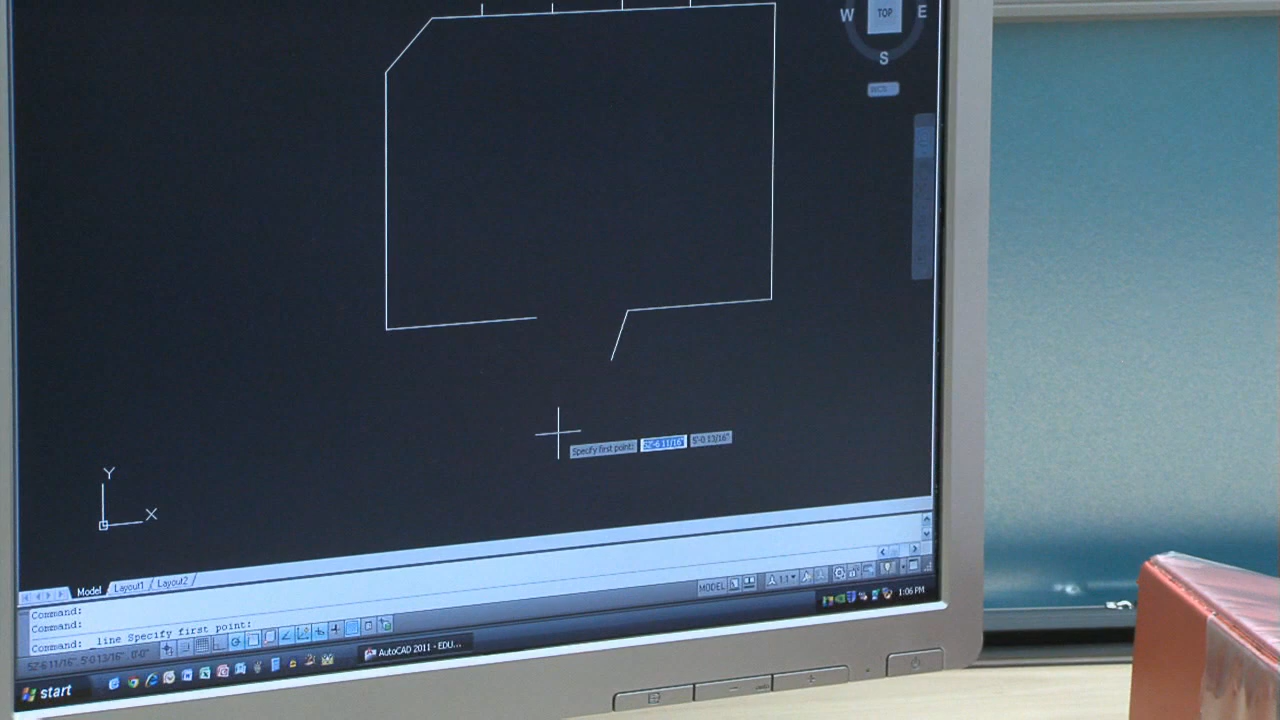 W TOP E
S
WCS
Specify first point: 52'-6 11/16" 5'-0 13/16"
Y
X
Model Layout1 Layout2
Command:
Command:
Command: _line Specify first point:
MODEL 1:1
52'-6 11/16", 5'-0 13/16", 0'-0"
start AutoCAD 2011 - EDU... 1:06 PM